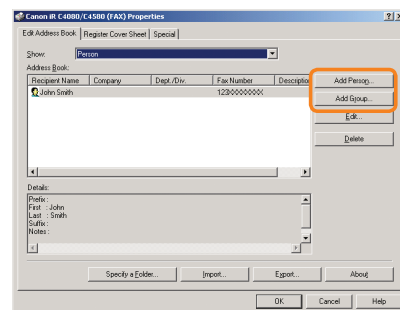 Canon iR C4080/C4580 (FAX) Properties
Edit Address Book Register Cover Sheet Special
Show: Person
Address Book:
Recipient Name Company Dept./Div. Fax Number Description
John Smith 123XXXXXXXX
Add Person...
Add Group...
Edit...
Delete
Details:
Prefix :
First : John
Last : Smith
Suffix :
Notes :
Specify a Folder... Import... Export... About
OK Cancel Help